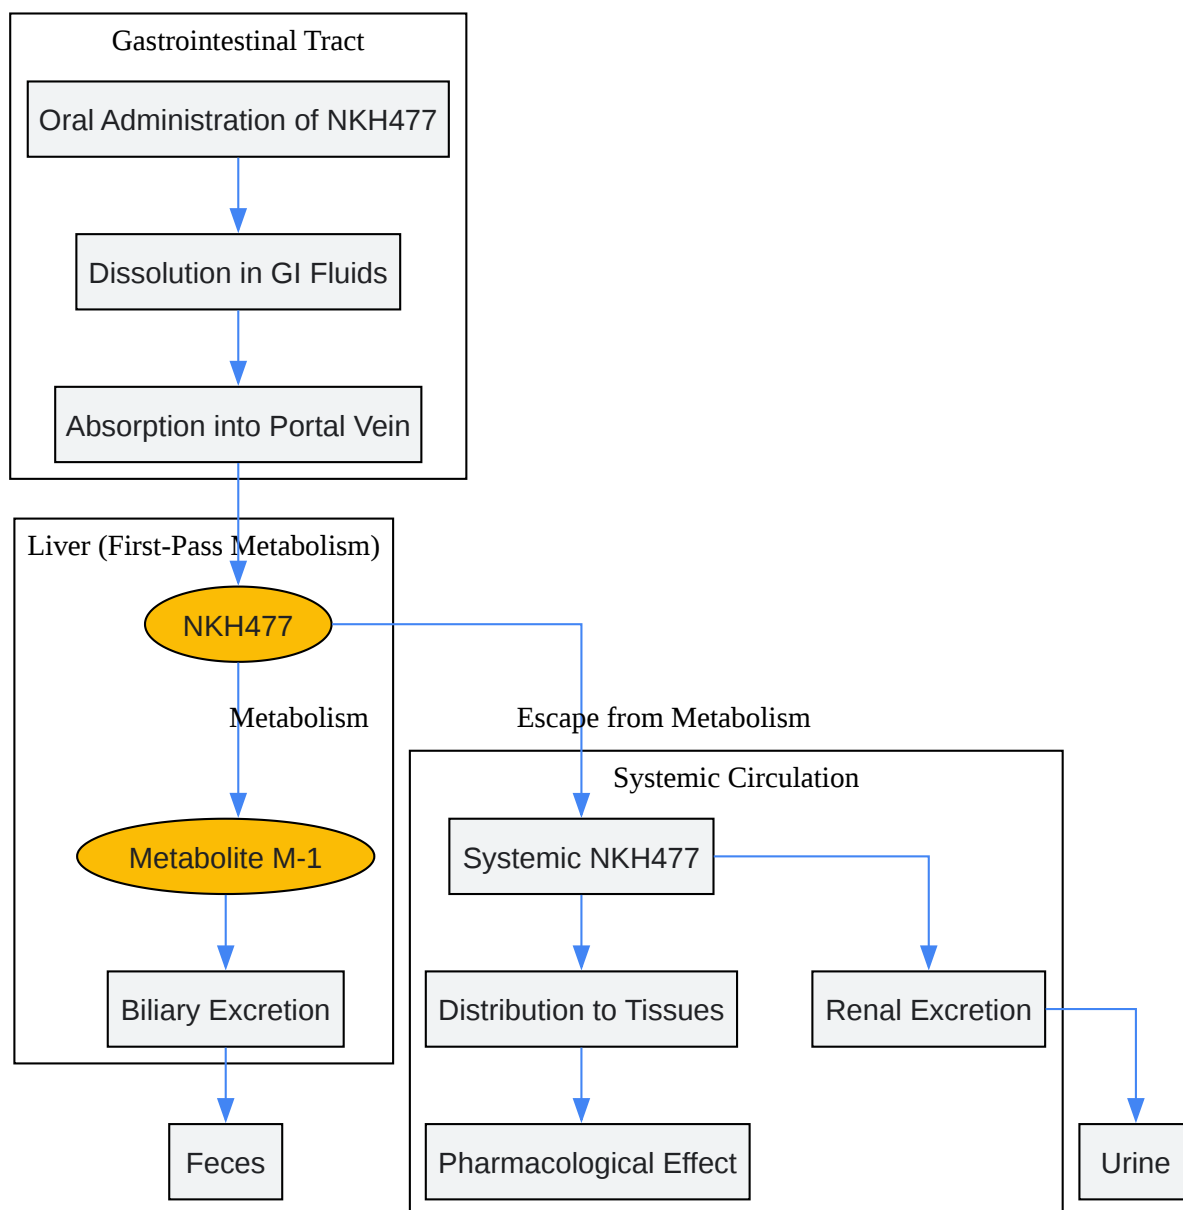 Gastrointestinal Tract
Oral Administration of NKH477
Dissolution in GI Fluids
Absorption into Portal Vein
Liver (First-Pass Metabolism)
NKH477
Metabolism
Escape from Metabolism
Systemic Circulation
Metabolite M-1
Systemic NKH477
Biliary Excretion
Distribution to Tissues
Renal Excretion
Feces
Pharmacological Effect
Urine